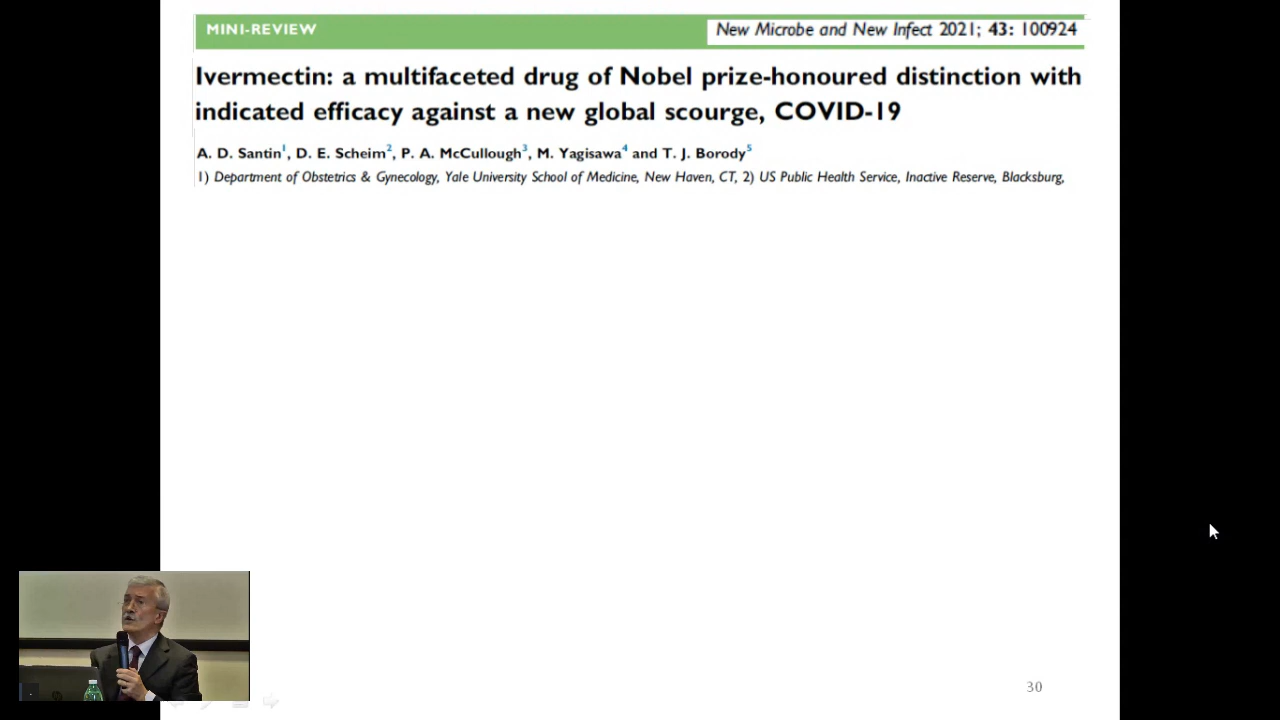 MINI-REVIEW
New Microbe and New Infect 2021; 43: 100924
Ivermectin: a multifaceted drug of Nobel prize-honoured distinction with
indicated efficacy against a new global scourge, COVID-19
A. D. Santin1, D. E. Scheim2, P. A. McCullough3, M. Yagisawa4 and T. J. Borody5
1) Department of Obstetrics & Gynecology, Yale University School of Medicine, New Haven, CT, 2) US Public Health Service, Inactive Reserve, Blacksburg,
30